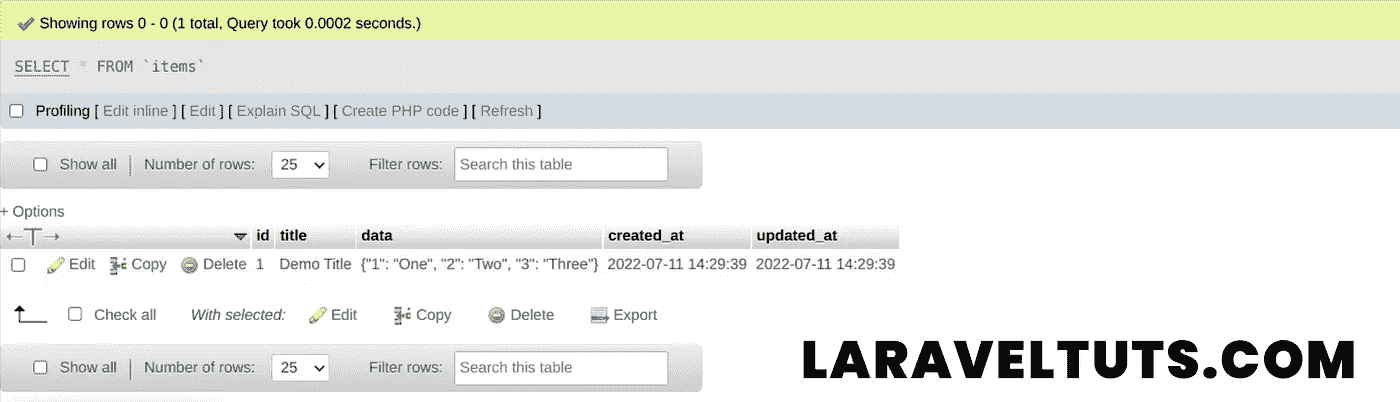 Showing rows 0 - 0 (1 total, Query took 0.0002 seconds.)
SELECT * FROM `items`
Profiling [ Edit inline ] [ Edit ] [ Explain SQL ] [ Create PHP code ] [ Refresh ]
Show all | Number of rows: 25 Filter rows: Search this table
+ Options
←T→ id title data created_at updated_at
Edit Copy Delete 1 Demo Title {"1": "One", "2": "Two", "3": "Three"} 2022-07-11 14:29:39 2022-07-11 14:29:39
Check all With selected: Edit Copy Delete Export
Show all | Number of rows: 25 Filter rows: Search this table
LARAVELTUTS.COM